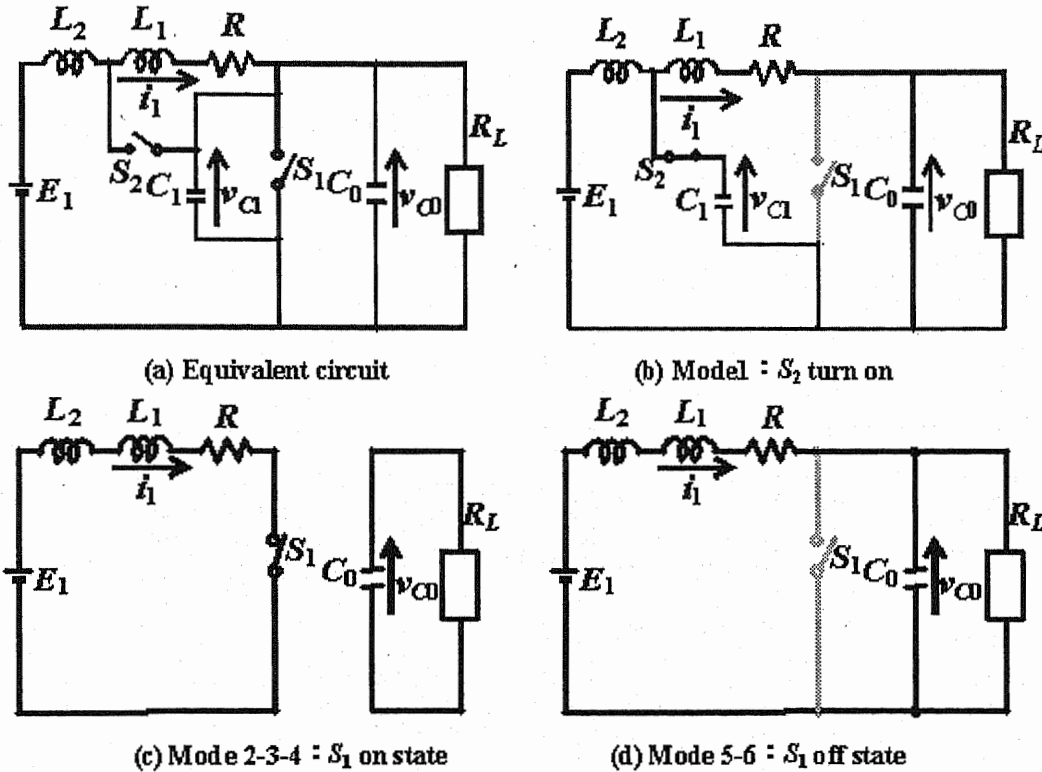 L2 L1 R
i1
S2 C1 vC1 S1 C0 vC0 RL
E1
(a) Equivalent circuit
L2 L1 R
i1
S2 C1 vC1 S1 C0 vC0 RL
E1
(b) Model : S2 turn on
L2 L1 R
i1
S1 C0 vC0 RL
E1
(c) Mode 2-3-4 : S1 on state
L2 L1 R
i1
S1 C0 vC0 RL
E1
(d) Mode 5-6 : S1 off state